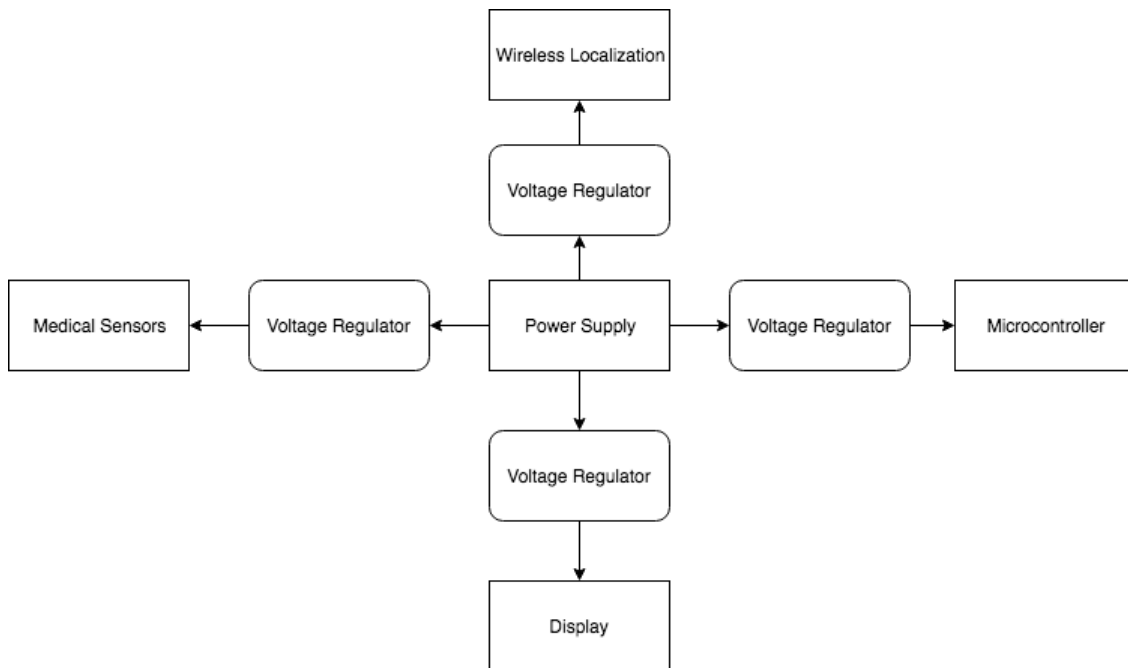 Wireless Localization
Voltage Regulator
Medical Sensors
Voltage Regulator
Power Supply
Voltage Regulator
Microcontroller
Voltage Regulator
Display